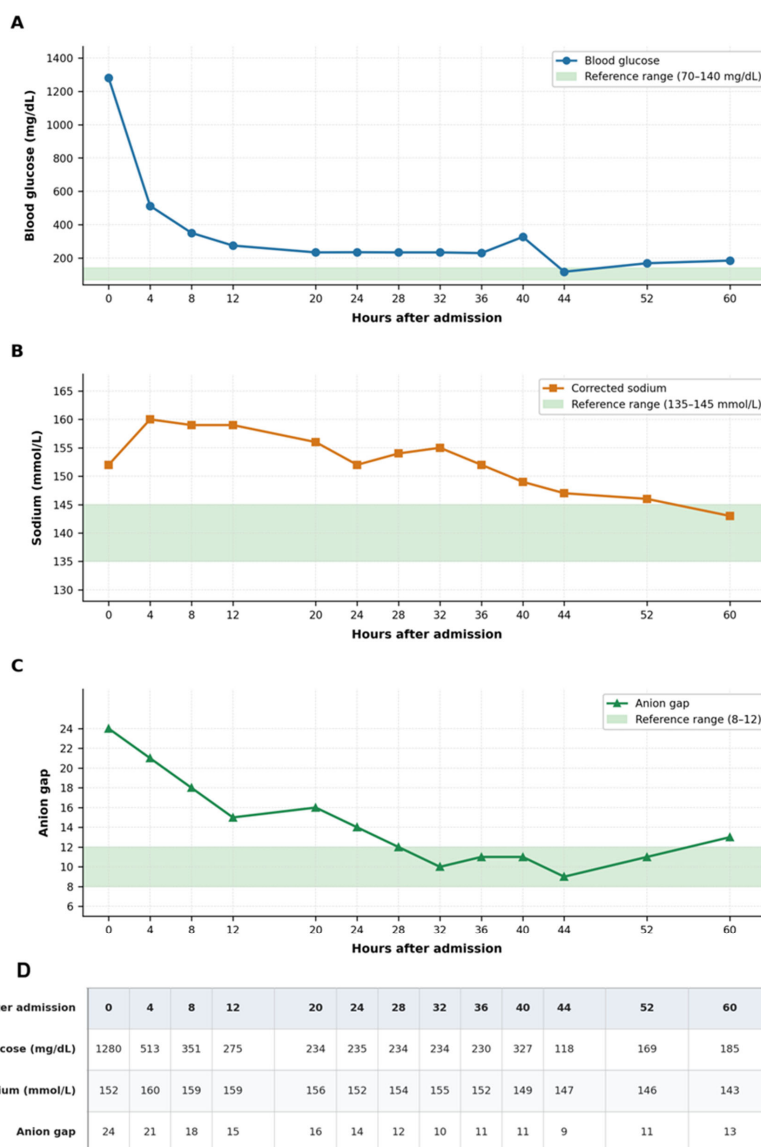 A
Blood glucose
Reference range (70–140 mg/dL)
Blood glucose (mg/dL)
1400
1200
1000
800
600
400
200
0 4 8 12 20 24 28 32 36 40 44 52 60
Hours after admission
B
Corrected sodium
Reference range (135–145 mmol/L)
Sodium (mmol/L)
165
160
155
150
145
140
135
130
0 4 8 12 20 24 28 32 36 40 44 52 60
Hours after admission
C
Anion gap
Reference range (8–12)
Anion gap
24
22
20
18
16
14
12
10
8
6
0 4 8 12 20 24 28 32 36 40 44 52 60
Hours after admission
D
er admission 0 4 8 12 20 24 28 32 36 40 44 52 60
cose (mg/dL) 1280 513 351 275 234 235 234 234 230 327 118 169 185
um (mmol/L) 152 160 159 159 156 152 154 155 152 149 147 146 143
Anion gap 24 21 18 15 16 14 12 10 11 11 9 11 13